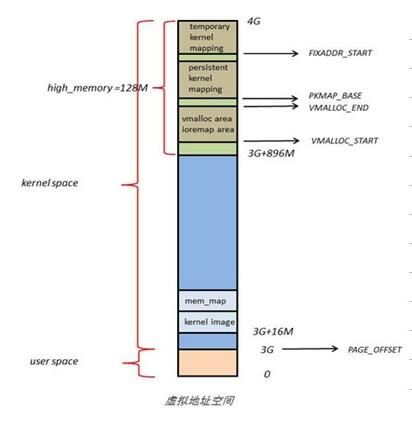 4G
temporary
kernel
mapping
FIXADDR_START
persistent
kernel
mapping
high_memory =128M
PKMAP_BASE
VMALLOC_END
vmalloc area
ioremap area
VMALLOC_START
3G+896M
kernel space
mem_map
kernel image
3G+16M
3G
PAGE_OFFSET
user space
0
虚拟地址空间